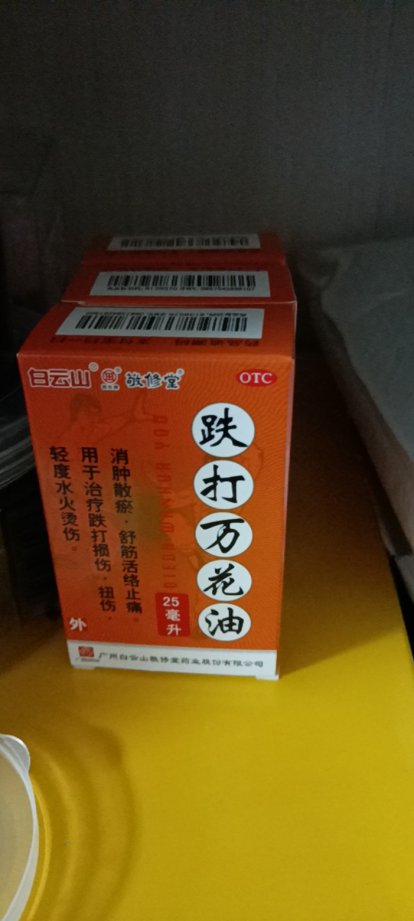 白云山 敬修堂
OTC
跌打万花油
消肿散瘀，舒筋活络止痛。
用于治疗跌打损伤，扭伤，
轻度水火烫伤。
25毫升
外
广州白云山敬修堂药业股份有限公司